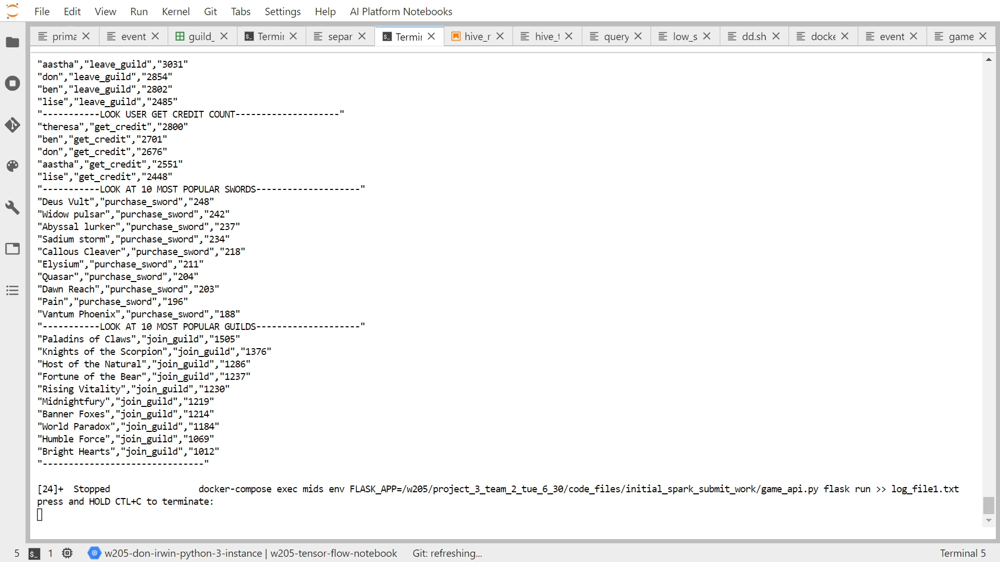 File Edit View Run Kernel Git Tabs Settings Help AI Platform Notebooks
prima event guild_ Termin separ Termin hive_r hive_t query low_s dd.sh docke event game
"aastha","leave_guild","3031"
"don","leave_guild","2854"
"ben","leave_guild","2802"
"lise","leave_guild","2485"
"-----------LOOK USER GET CREDIT COUNT--------------------"
"theresa","get_credit","2800"
"ben","get_credit","2701"
"don","get_credit","2676"
"aastha","get_credit","2551"
"lise","get_credit","2448"
"-----------LOOK AT 10 MOST POPULAR SWORDS--------------------"
"Deus Vult","purchase_sword","248"
"Widow pulsar","purchase_sword","242"
"Abyssal lurker","purchase_sword","237"
"Sadium storm","purchase_sword","234"
"Callous Cleaver","purchase_sword","218"
"Elysium","purchase_sword","211"
"Quasar","purchase_sword","204"
"Dawn Reach","purchase_sword","203"
"Pain","purchase_sword","196"
"Vantum Phoenix","purchase_sword","188"
"-----------LOOK AT 10 MOST POPULAR GUILDS--------------------"
"Paladins of Claws","join_guild","1505"
"Knights of the Scorpion","join_guild","1376"
"Host of the Natural","join_guild","1286"
"Fortune of the Bear","join_guild","1237"
"Rising Vitality","join_guild","1230"
"Midnightfury","join_guild","1219"
"Banner Foxes","join_guild","1214"
"World Paradox","join_guild","1184"
"Humble Force","join_guild","1069"
"Bright Hearts","join_guild","1012"
"-------------------------------"
[24]+  Stopped                 docker-compose exec mids env FLASK_APP=/w205/project_3_team_2_tue_6_30/code_files/initial_spark_submit_work/game_api.py flask run >> log_file1.txt
press and HOLD CTL+C to terminate:
5 $_ 1 w205-don-irwin-python-3-instance | w205-tensor-flow-notebook Git: refreshing... Terminal 5